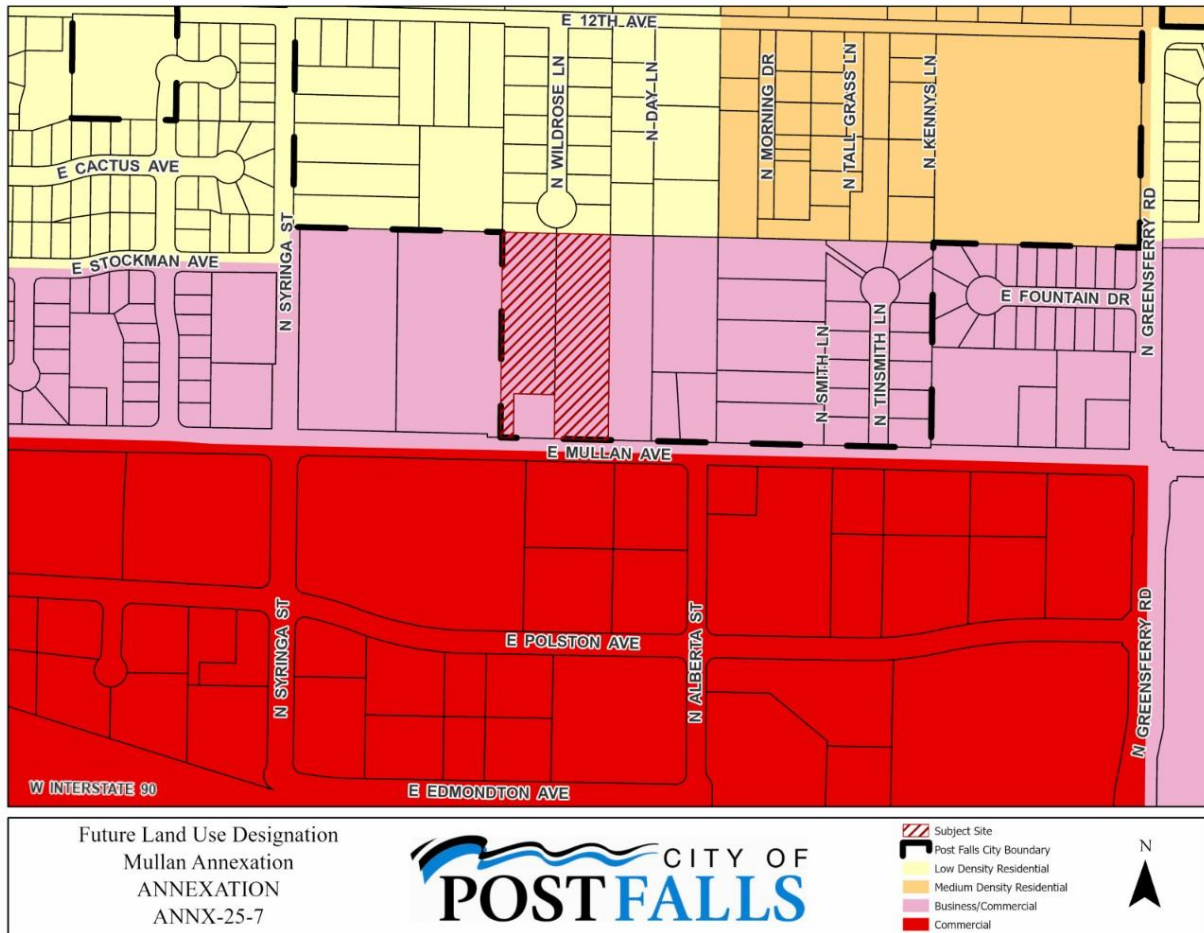 E 12TH AVE
N WILDROSE LN
N DAY LN
N MORNING DR
N TALL GRASS LN
N KENNYS LN
E CACTUS AVE
N SYRINGA ST
N GREENSFERRY RD
E STOCKMAN AVE
E FOUNTAIN DR
N SMITH LN
N TINSMITH LN
E MULLAN AVE
N SYRINGA ST
E POLSTON AVE
N ALBERTA ST
N GREENSFERRY RD
W INTERSTATE 90
E EDMONDTON AVE
Future Land Use Designation
Mullan Annexation
ANNEXATION
ANNX-25-7
CITY OF
POST FALLS
Subject Site
Post Falls City Boundary
Low Density Residential
Medium Density Residential
Business/Commercial
Commercial
N